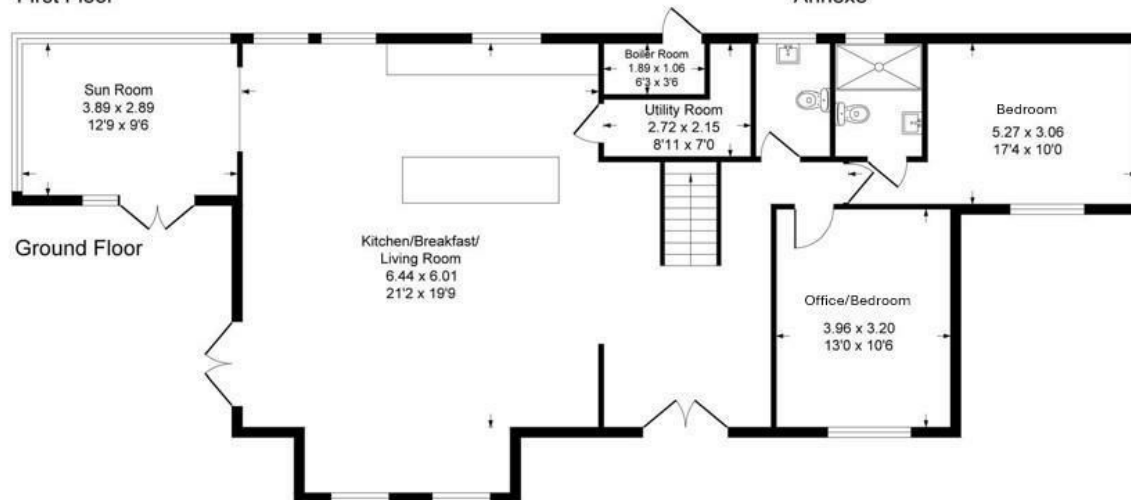 First Floor
Annexe
Boiler Room
1.89 x 1.06
6'3 x 3'6
Sun Room
3.89 x 2.89
12'9 x 9'6
Utility Room
2.72 x 2.15
8'11 x 7'0
Bedroom
5.27 x 3.06
17'4 x 10'0
Ground Floor
Kitchen/Breakfast/
Living Room
6.44 x 6.01
21'2 x 19'9
Office/Bedroom
3.96 x 3.20
13'0 x 10'6